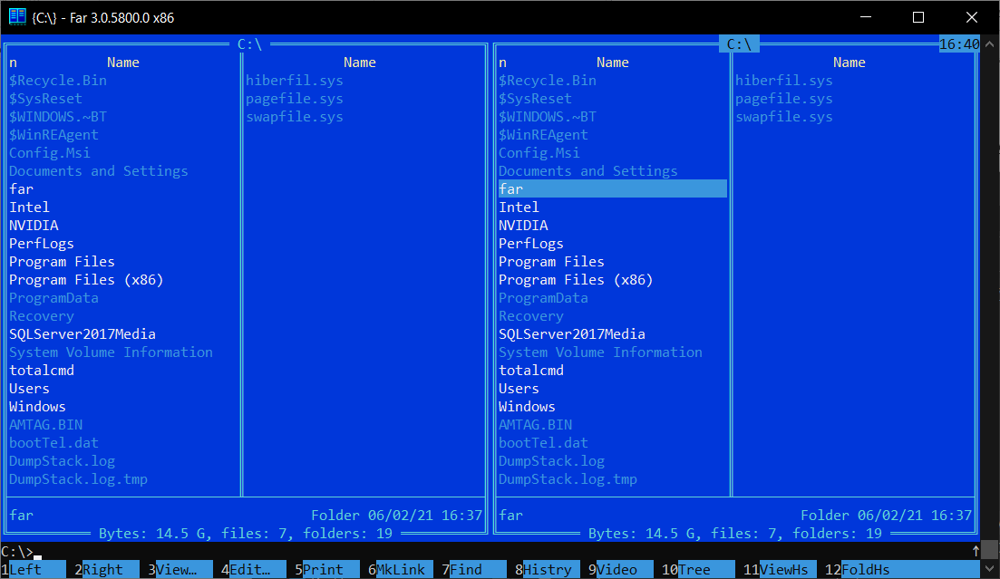 {C:\} - Far 3.0.5800.0 x86
C:\ C:\ 16:40
n Name Name n Name Name
$Recycle.Bin hiberfil.sys $Recycle.Bin hiberfil.sys
$SysReset pagefile.sys $SysReset pagefile.sys
$WINDOWS.~BT swapfile.sys $WINDOWS.~BT swapfile.sys
$WinREAgent $WinREAgent
Config.Msi Config.Msi
Documents and Settings Documents and Settings
far far
Intel Intel
NVIDIA NVIDIA
PerfLogs PerfLogs
Program Files Program Files
Program Files (x86) Program Files (x86)
ProgramData ProgramData
Recovery Recovery
SQLServer2017Media SQLServer2017Media
System Volume Information System Volume Information
totalcmd totalcmd
Users Users
Windows Windows
AMTAG.BIN AMTAG.BIN
bootTel.dat bootTel.dat
DumpStack.log DumpStack.log
DumpStack.log.tmp DumpStack.log.tmp
far Folder 06/02/21 16:37 far Folder 06/02/21 16:37
Bytes: 14.5 G, files: 7, folders: 19 Bytes: 14.5 G, files: 7, folders: 19
C:\>
1Left 2Right 3View… 4Edit… 5Print 6MkLink 7Find 8Histry 9Video 10Tree 11ViewHs 12FoldHs